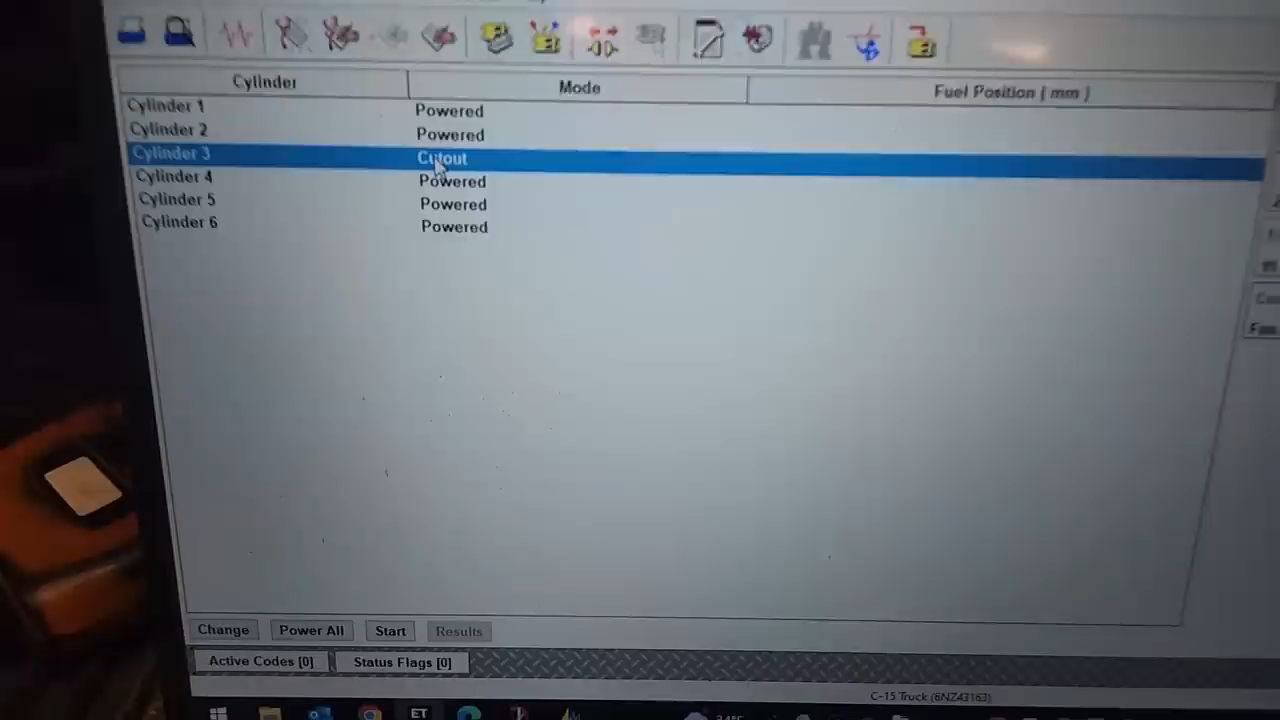 Cylinder Mode Fuel Position ( mm )
Cylinder 1 Powered
Cylinder 2 Powered
Cylinder 3 Cutout
Cylinder 4 Powered
Cylinder 5 Powered
Cylinder 6 Powered
Change Power All Start Results
Active Codes [0] Status Flags [0]
C-15 Truck (6NZ43163)
ET